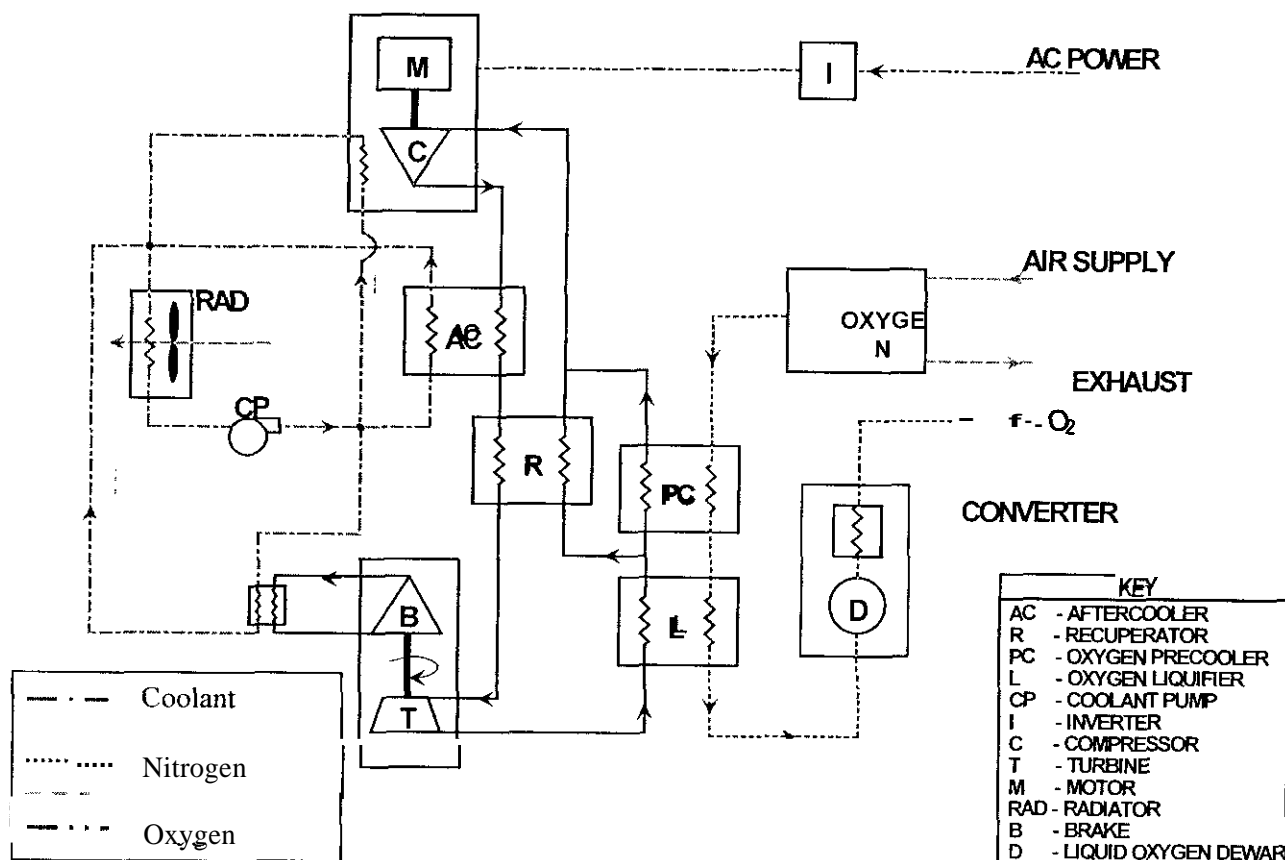 M
I
AC POWER
C
AIR SUPPLY
RAD
AC
OXYGE
N
EXHAUST
CP
O2
R
PC
CONVERTER
B
L
D
T
KEY
AC - AFTERCOOLER
R - RECUPERATOR
PC - OXYGEN PRECOOLER
L - OXYGEN LIQUIFIER
CP - COOLANT PUMP
I - INVERTER
C - COMPRESSOR
T - TURBINE
M - MOTOR
RAD - RADIATOR
B - BRAKE
D - LIQUID OXYGEN DEWAR
Coolant
Nitrogen
Oxygen